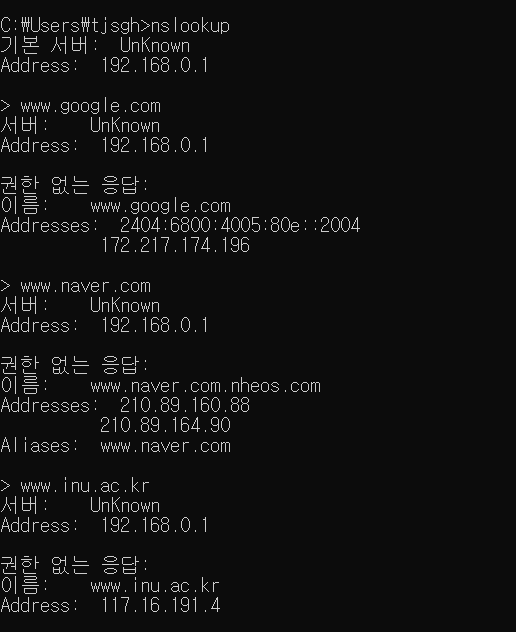 C:₩Users₩tjsgh>nslookup
기본 서버:  UnKnown
Address:  192.168.0.1
> www.google.com
서버:    UnKnown
Address:  192.168.0.1
권한 없는 응답:
이름:    www.google.com
Addresses:  2404:6800:4005:80e::2004
          172.217.174.196
> www.naver.com
서버:    UnKnown
Address:  192.168.0.1
권한 없는 응답:
이름:    www.naver.com.nheos.com
Addresses:  210.89.160.88
          210.89.164.90
Aliases:  www.naver.com
> www.inu.ac.kr
서버:    UnKnown
Address:  192.168.0.1
권한 없는 응답:
이름:    www.inu.ac.kr
Address:  117.16.191.4